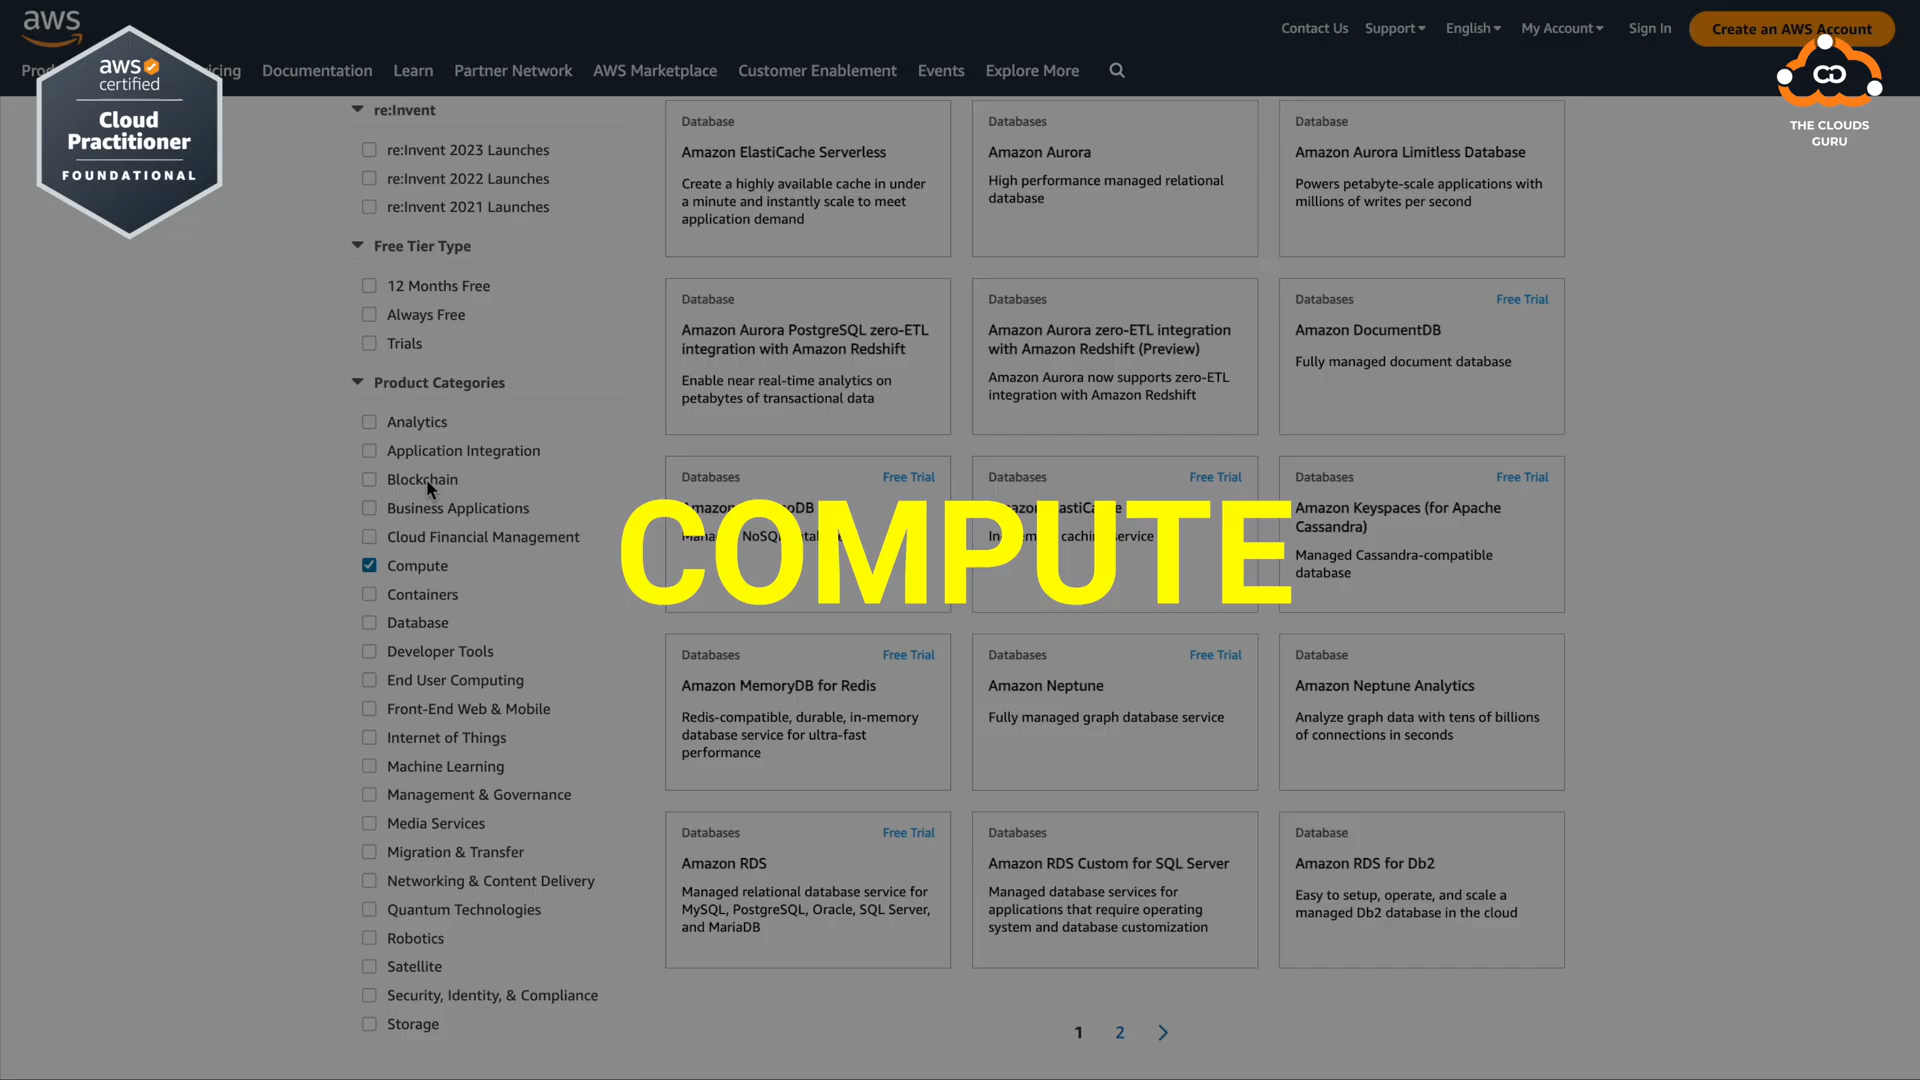 aws
Contact Us
Support
English
My Account
Sign In
Create an AWS Account
Documentation
Learn
Partner Network
AWS Marketplace
Customer Enablement
Events
Explore More
aws
certified
Cloud
Practitioner
FOUNDATIONAL
THE CLOUDS
GURU
re:Invent
re:Invent 2023 Launches
re:Invent 2022 Launches
re:Invent 2021 Launches
Free Tier Type
12 Months Free
Always Free
Trials
Product Categories
Analytics
Application Integration
Blockchain
Business Applications
Cloud Financial Management
Compute
Containers
Database
Developer Tools
End User Computing
Front-End Web & Mobile
Internet of Things
Machine Learning
Management & Governance
Media Services
Migration & Transfer
Networking & Content Delivery
Quantum Technologies
Robotics
Satellite
Security, Identity, & Compliance
Storage
Database
Amazon ElastiCache Serverless
Create a highly available cache in under
a minute and instantly scale to meet
application demand
Databases
Amazon Aurora
High performance managed relational
database
Database
Amazon Aurora Limitless Database
Powers petabyte-scale applications with
millions of writes per second
Database
Amazon Aurora PostgreSQL zero-ETL
integration with Amazon Redshift
Enable near real-time analytics on
petabytes of transactional data
Databases
Amazon Aurora zero-ETL integration
with Amazon Redshift (Preview)
Amazon Aurora now supports zero-ETL
integration with Amazon Redshift
Databases
Free Trial
Amazon DocumentDB
Fully managed document database
Databases
Free Trial
Databases
Free Trial
service
COMPUTE
Databases
Free Trial
Amazon Keyspaces (for Apache
Cassandra)
Managed Cassandra-compatible
database
Databases
Free Trial
Amazon MemoryDB for Redis
Redis-compatible, durable, in-memory
database service for ultra-fast
performance
Databases
Free Trial
Amazon Neptune
Fully managed graph database service
Database
Amazon Neptune Analytics
Analyze graph data with tens of billions
of connections in seconds
Databases
Free Trial
Amazon RDS
Managed relational database service for
MySQL, PostgreSQL, Oracle, SQL Server,
and MariaDB
Databases
Amazon RDS Custom for SQL Server
Managed database services for
applications that require operating
system and database customization
Database
Amazon RDS for Db2
Easy to setup, operate, and scale a
managed Db2 database in the cloud
1
2